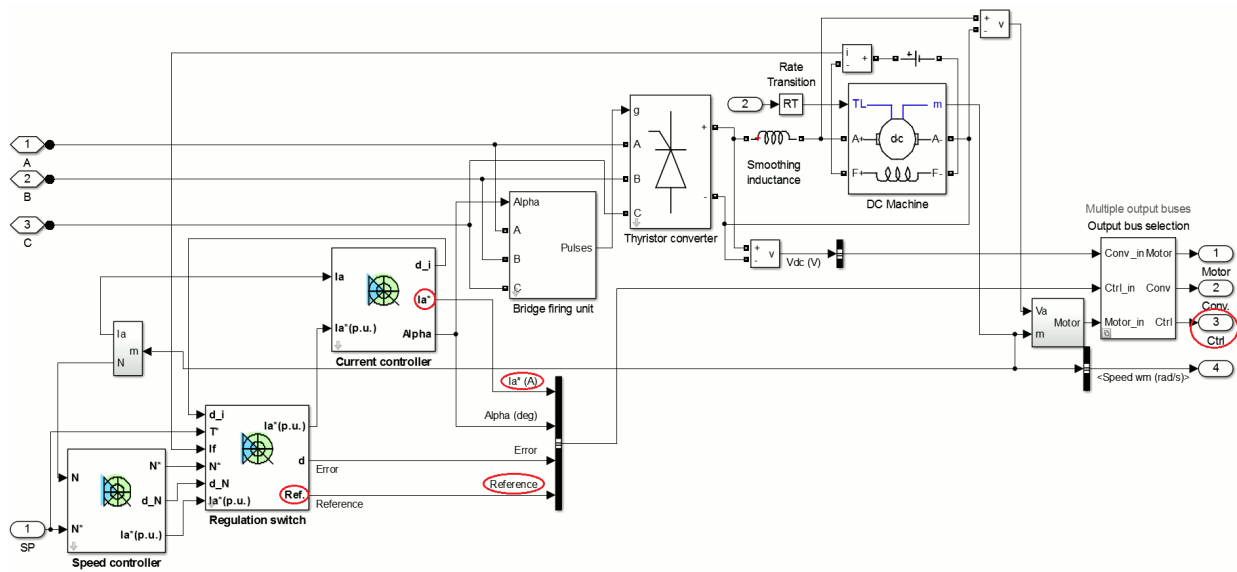 +
v
-
i
+
-
+
Rate
Transition
2
RT
TL
m
A+
dc
A-
F+
F-
DC Machine
Smoothing
inductance
g
A
B
C
+
-
Thyristor converter
1
A
2
B
3
C
Alpha
A
B
C
Pulses
Bridge firing unit
+
v
-
Vdc (V)
Multiple output buses
Output bus selection
Conv_in Motor
Ctrl_in Conv
Motor_in Ctrl
1
Motor
2
Conv.
3
Ctrl
4
Va
m
Motor
<Speed wm (rad/s)>
Ia
Ia*(p.u.)
d_i
Ia*
Alpha
Current controller
Ia
N
m
Ia* (A)
Alpha (deg)
Error
Reference
d_i
T*
If
N*
d_N
Ia*(p.u.)
Ia*(p.u.)
d
Ref.
Error
Reference
Regulation switch
N
N*
N*
d_N
Ia*(p.u.)
Speed controller
1
SP